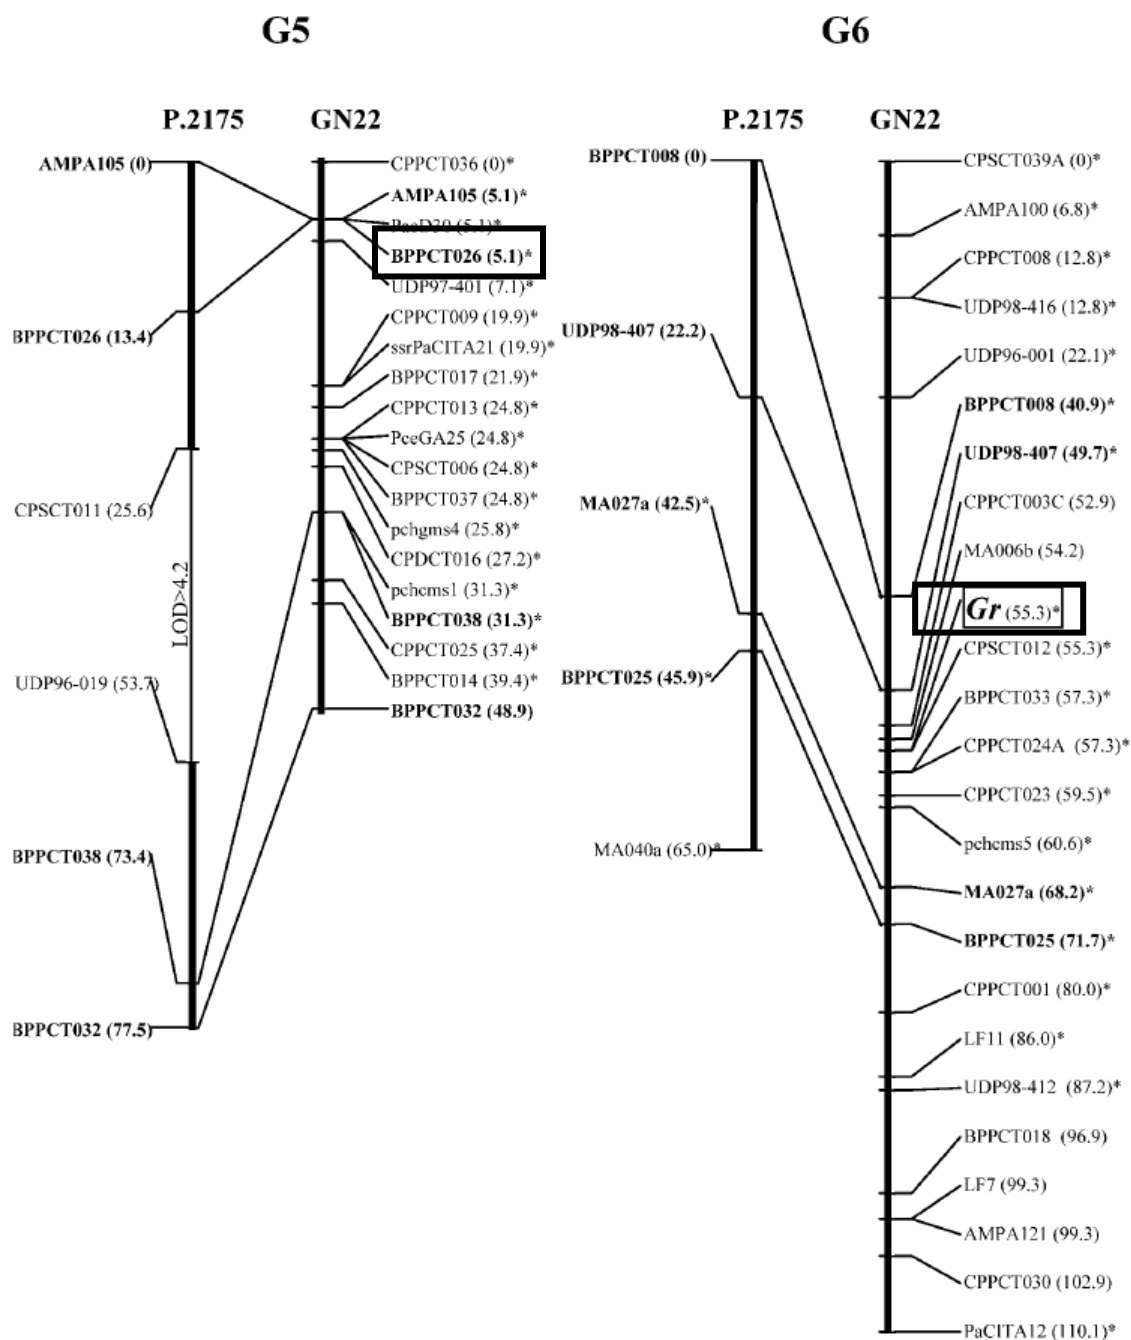 G5
P.2175
GN22
AMPA105 (0)
BPPCT026 (13.4)
CPSCT011 (25.6)
LOD>4.2
UDP96-019 (53.7)
BPPCT038 (73.4)
BPPCT032 (77.5)
CPPCT036 (0)*
AMPA105 (5.1)*
PaeD30 (5.1)*
BPPCT026 (5.1)*
UDP97-401 (7.1)*
CPPCT009 (19.9)*
ssrPaCITA21 (19.9)*
BPPCT017 (21.9)*
CPPCT013 (24.8)*
PceGA25 (24.8)*
CPSCT006 (24.8)*
BPPCT037 (24.8)*
pchgms4 (25.8)*
CPDCT016 (27.2)*
pchcms1 (31.3)*
BPPCT038 (31.3)*
CPPCT025 (37.4)*
BPPCT014 (39.4)*
BPPCT032 (48.9)
G6
P.2175
GN22
BPPCT008 (0)
UDP98-407 (22.2)
MA027a (42.5)*
BPPCT025 (45.9)*
MA040a (65.0)*
CPSCT039A (0)*
AMPA100 (6.8)*
CPPCT008 (12.8)*
UDP98-416 (12.8)*
UDP96-001 (22.1)*
BPPCT008 (40.9)*
UDP98-407 (49.7)*
CPPCT003C (52.9)
MA006b (54.2)
Gr (55.3)*
CPSCT012 (55.3)*
BPPCT033 (57.3)*
CPPCT024A (57.3)*
CPPCT023 (59.5)*
pchcms5 (60.6)*
MA027a (68.2)*
BPPCT025 (71.7)*
CPPCT001 (80.0)*
LF11 (86.0)*
UDP98-412 (87.2)*
BPPCT018 (96.9)
LF7 (99.3)
AMPA121 (99.3)
CPPCT030 (102.9)
PaCITA12 (110.1)*